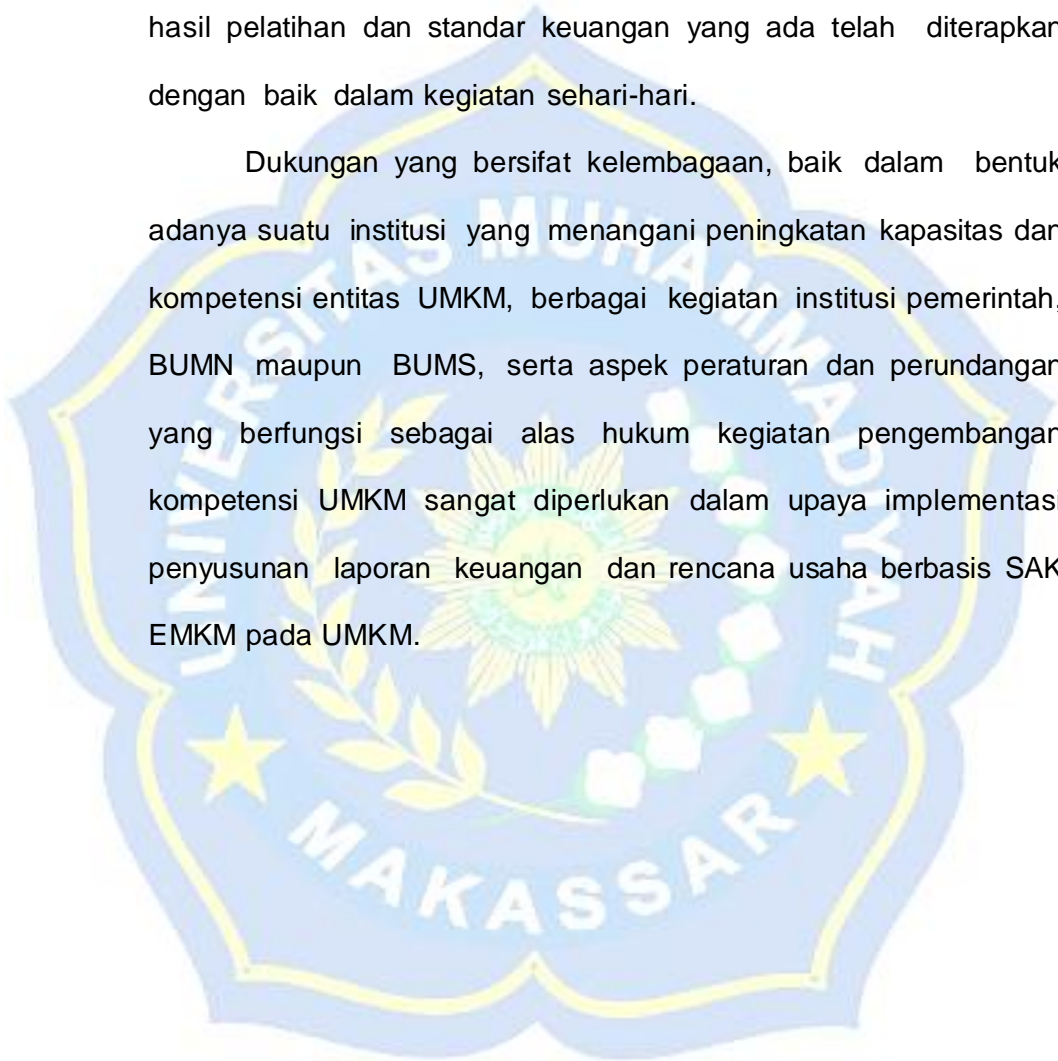 hasil pelatihan dan standar keuangan yang ada telah diterapkan
dengan baik dalam kegiatan sehari-hari.
Dukungan yang bersifat kelembagaan, baik dalam bentuk
adanya suatu institusi yang menangani peningkatan kapasitas dan
kompetensi entitas UMKM, berbagai kegiatan institusi pemerintah,
BUMN maupun BUMS, serta aspek peraturan dan perundangan
yang berfungsi sebagai alas hukum kegiatan pengembangan
kompetensi UMKM sangat diperlukan dalam upaya implementasi
penyusunan laporan keuangan dan rencana usaha berbasis SAK
EMKM pada UMKM.
UNIVERSITAS MUHAMMADYAH
MAKASSAR